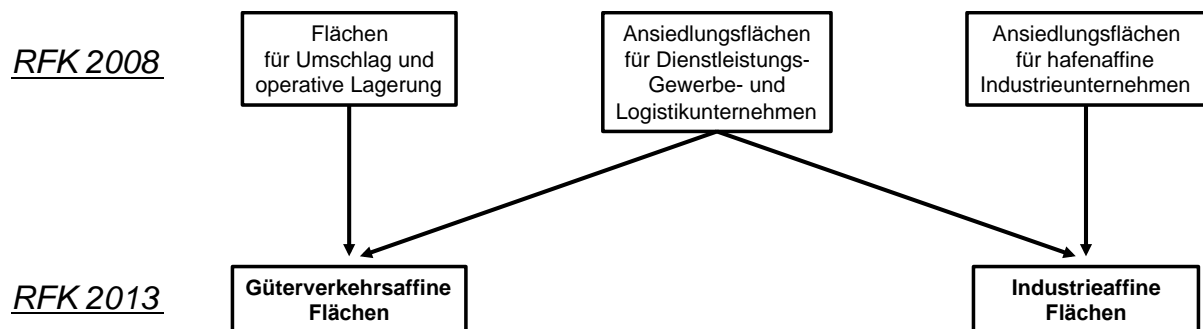 RFK 2008
Flächen
für Umschlag und
operative Lagerung
Ansiedlungsflächen
für Dienstleistungs-
Gewerbe- und
Logistikunternehmen
Ansiedlungsflächen
für hafenaffine
Industrieunternehmen
RFK 2013
Güterverkehrsaffine
Flächen
Industrieaffine
Flächen